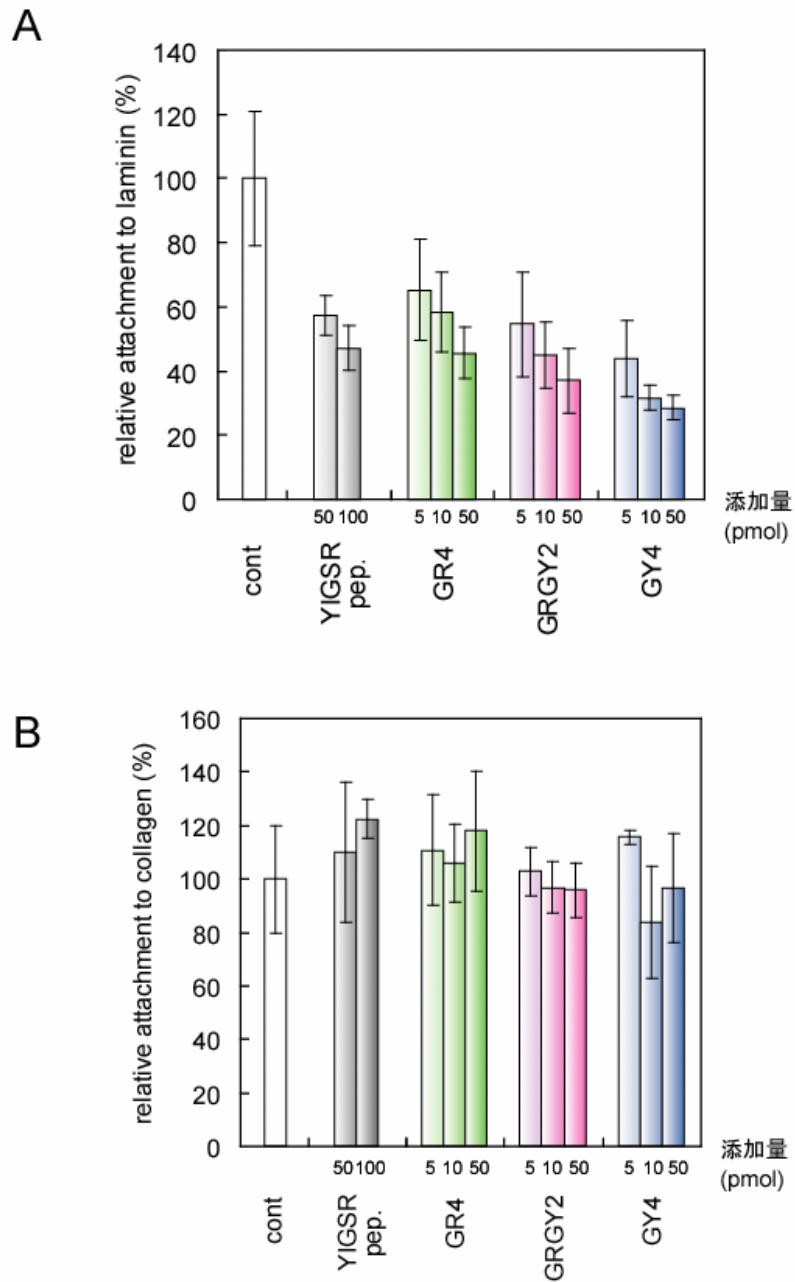 A
relative attachment to laminin (%)
140
120
100
80
60
40
20
0
50 100
5 10 50
5 10 50
5 10 50
添加量
(pmol)
cont
YIGSR
pep.
GR4
GRGY2
GY4
B
relative attachment to collagen (%)
160
140
120
100
80
60
40
20
0
50 100
5 10 50
5 10 50
5 10 50
添加量
(pmol)
cont
YIGSR
pep.
GR4
GRGY2
GY4